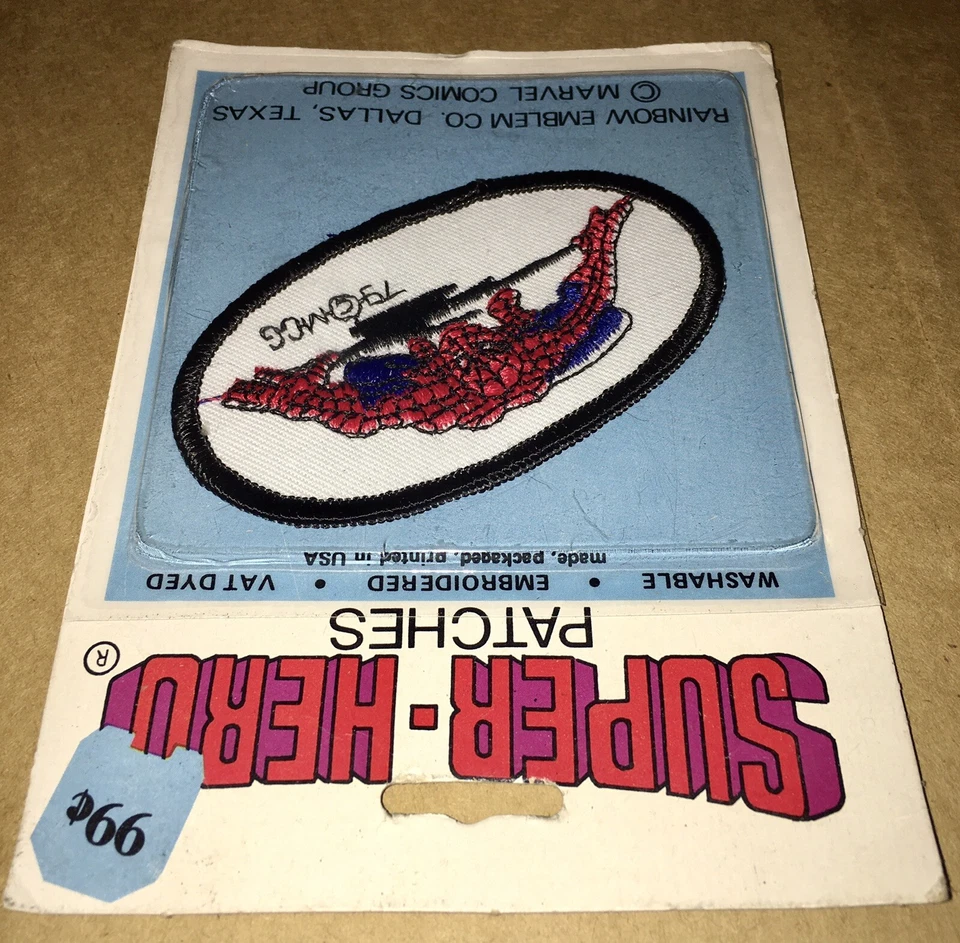 99¢
SUPER·HERO ®
PATCHES
WASHABLE • EMBROIDERED • VAT DYED
made, packaged, printed in USA
79©MCG
RAINBOW EMBLEM CO. DALLAS, TEXAS
© MARVEL COMICS GROUP